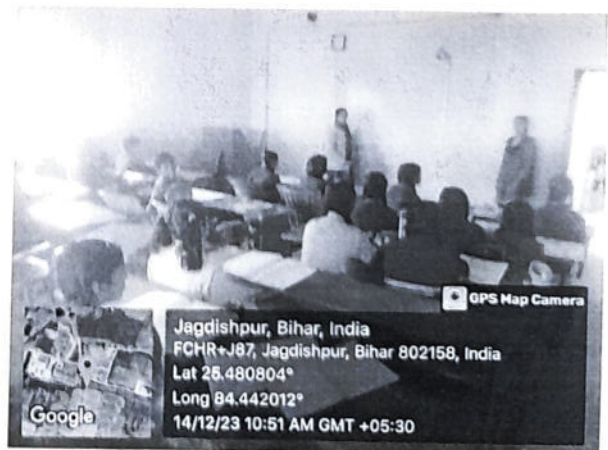 GPS Map Camera
Jagdishpur, Bihar, India
FCHR+J87, Jagdishpur, Bihar 802158, India
Lat 25.480804°
Long 84.442012°
14/12/23 10:51 AM GMT +05:30
Google